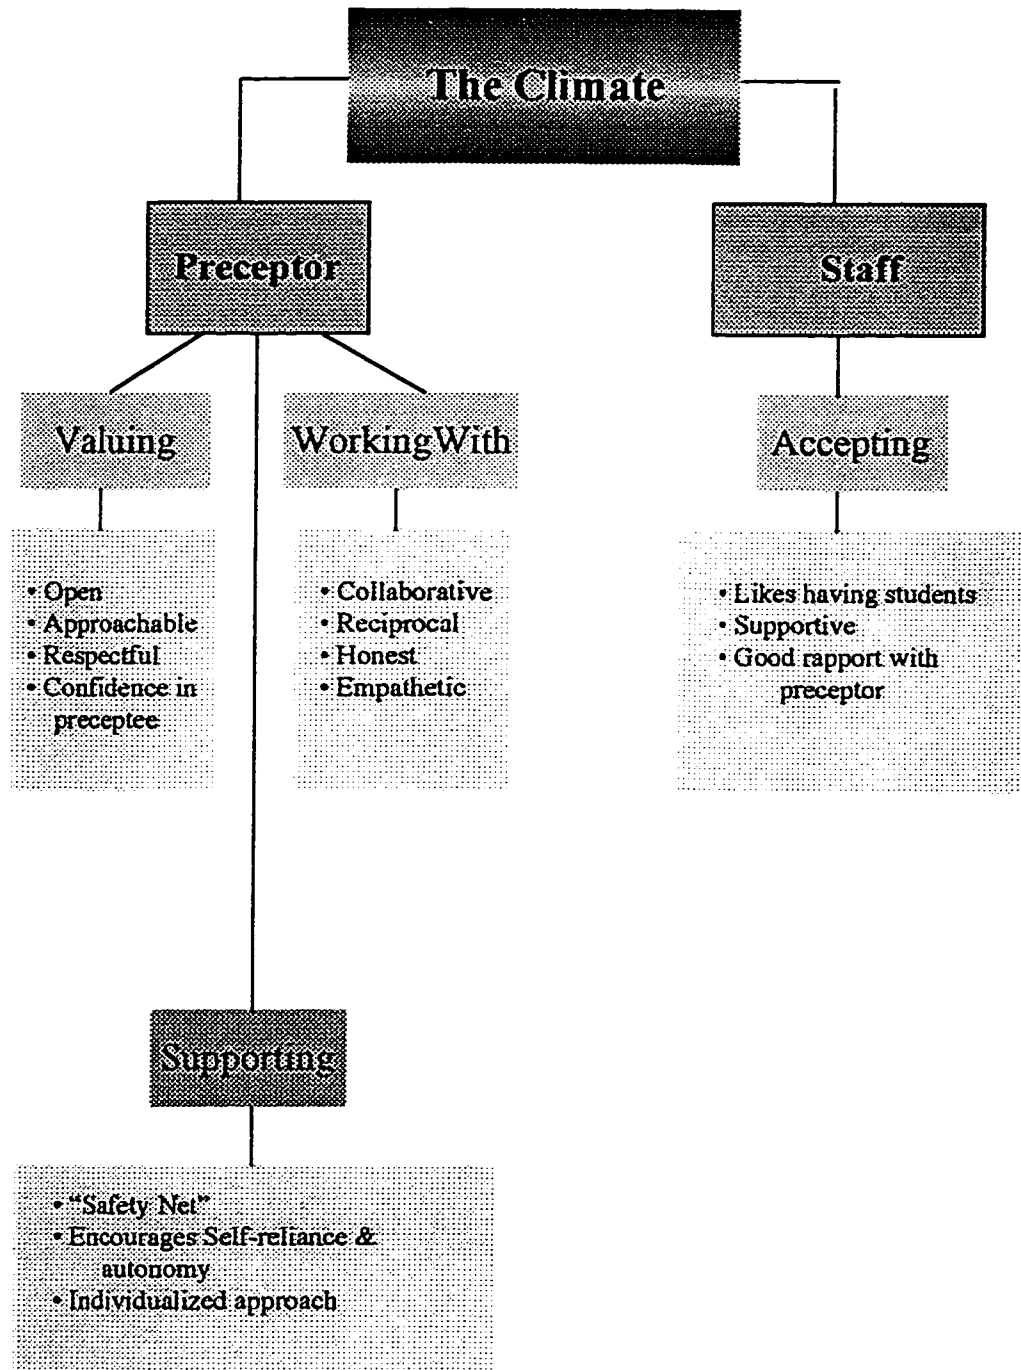 The Climate
Preceptor
Staff
Valuing
WorkingWith
Accepting
• Open
• Approachable
• Respectful
• Confidence in
preceptee
• Collaborative
• Reciprocal
• Honest
• Empathetic
• Likes having students
• Supportive
• Good rapport with
preceptor
Supporting
• “Safety Net”
• Encourages Self-reliance &
autonomy
• Individualized approach